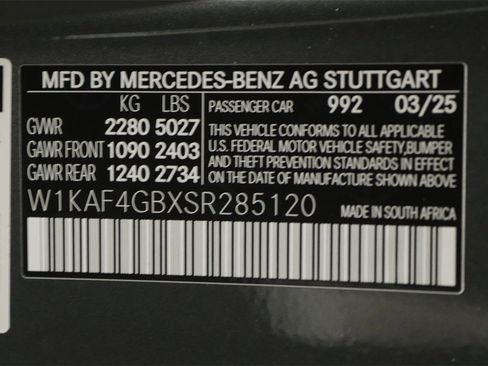 MFD BY MERCEDES-BENZ AG STUTTGART
KG LBS
PASSENGER CAR 992 03/25
GWR 2280 5027
GAWR FRONT 1090 2403
GAWR REAR 1240 2734
THIS VEHICLE CONFORMS TO ALL APPLICABLE
U.S. FEDERAL MOTOR VEHICLE SAFETY, BUMPER
AND THEFT PREVENTION STANDARDS IN EFFECT
ON THE DATE OF MANUFACTURE SHOWN ABOVE
W1KAF4GBXSR285120
MADE IN SOUTH AFRICA